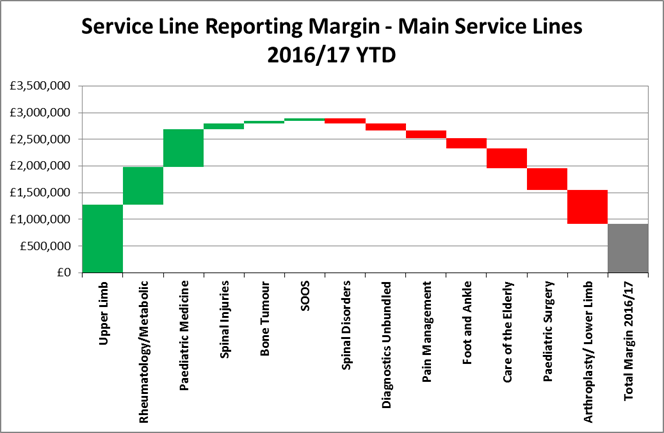 Service Line Reporting Margin - Main Service Lines
2016/17 YTD
£3,500,000
£3,000,000
£2,500,000
£2,000,000
£1,500,000
£1,000,000
£500,000
£0
Upper Limb
Rheumatology/Metabolic
Paediatric Medicine
Spinal Injuries
Bone Tumour
SOOS
Spinal Disorders
Diagnostics Unbundled
Pain Management
Foot and Ankle
Care of the Elderly
Paediatric Surgery
Arthroplasty/ Lower Limb
Total Margin 2016/17